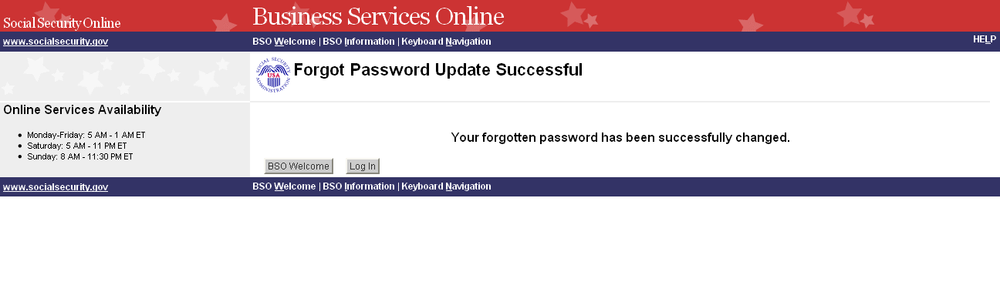 Social Security Online
Business Services Online
www.socialsecurity.gov
BSO Welcome | BSO Information | Keyboard Navigation
HELP
SOCIAL SECURITY ADMINISTRATION
USA
Forgot Password Update Successful
Online Services Availability
Monday-Friday: 5 AM - 1 AM ET
Saturday: 5 AM - 11 PM ET
Sunday: 8 AM - 11:30 PM ET
Your forgotten password has been successfully changed.
BSO Welcome
Log In
www.socialsecurity.gov
BSO Welcome | BSO Information | Keyboard Navigation